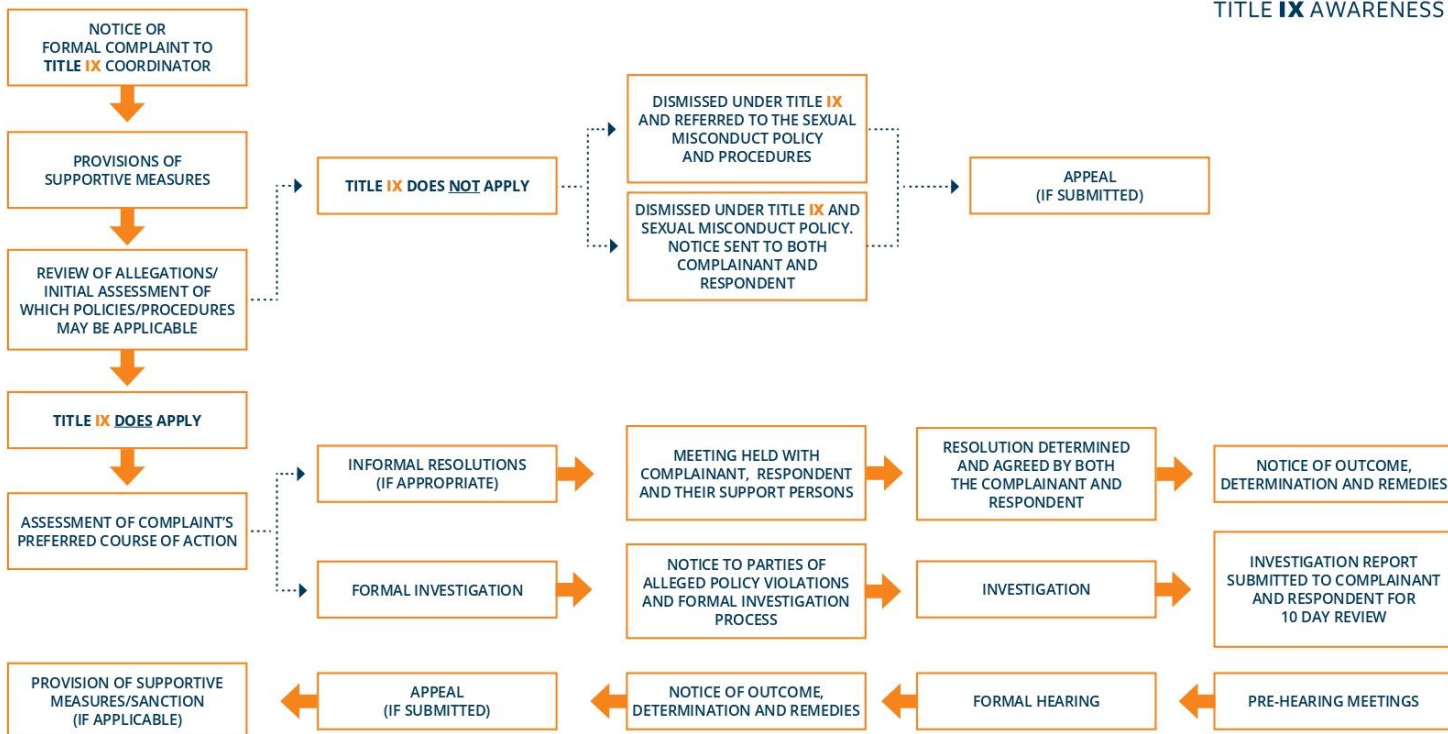 TITLE IX AWARENESS
NOTICE OR
FORMAL COMPLAINT TO
TITLE IX COORDINATOR
PROVISIONS OF
SUPPORTIVE MEASURES
REVIEW OF ALLEGATIONS/
INITIAL ASSESSMENT OF
WHICH POLICIES/PROCEDURES
MAY BE APPLICABLE
TITLE IX DOES NOT APPLY
DISMISSED UNDER TITLE IX
AND REFERRED TO THE SEXUAL
MISCONDUCT POLICY
AND PROCEDURES
DISMISSED UNDER TITLE IX AND
SEXUAL MISCONDUCT POLICY.
NOTICE SENT TO BOTH
COMPLAINANT AND
RESPONDENT
APPEAL
(IF SUBMITTED)
TITLE IX DOES APPLY
ASSESSMENT OF COMPLAINT'S
PREFERRED COURSE OF ACTION
INFORMAL RESOLUTIONS
(IF APPROPRIATE)
MEETING HELD WITH
COMPLAINANT, RESPONDENT
AND THEIR SUPPORT PERSONS
RESOLUTION DETERMINED
AND AGREED BY BOTH
THE COMPLAINANT AND
RESPONDENT
NOTICE OF OUTCOME,
DETERMINATION AND REMEDIES
FORMAL INVESTIGATION
NOTICE TO PARTIES OF
ALLEGED POLICY VIOLATIONS
AND FORMAL INVESTIGATION
PROCESS
INVESTIGATION
INVESTIGATION REPORT
SUBMITTED TO COMPLAINANT
AND RESPONDENT FOR
10 DAY REVIEW
PRE-HEARING MEETINGS
FORMAL HEARING
NOTICE OF OUTCOME,
DETERMINATION AND REMEDIES
APPEAL
(IF SUBMITTED)
PROVISION OF SUPPORTIVE
MEASURES/SANCTION
(IF APPLICABLE)